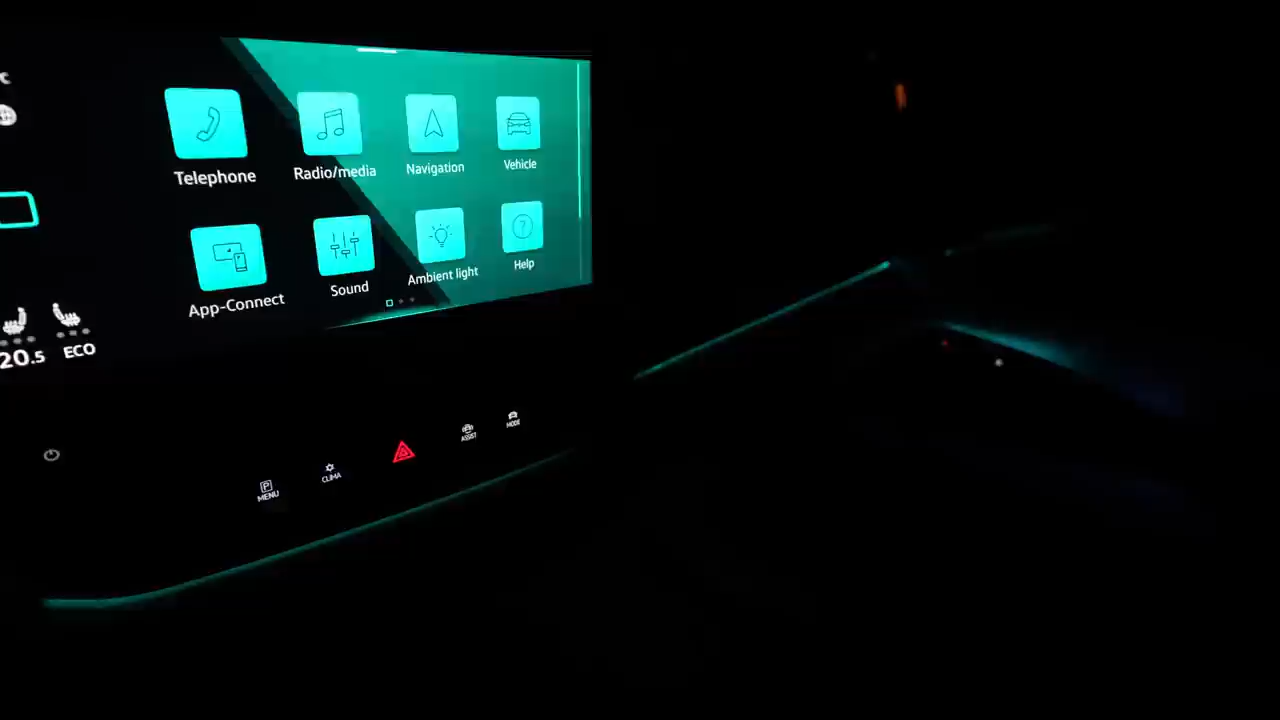 Telephone
Radio/media
Navigation
Vehicle
App-Connect
Sound
Ambient light
Help
20.5
ECO
P
MENU
CLIMA
ASSIST
MODE